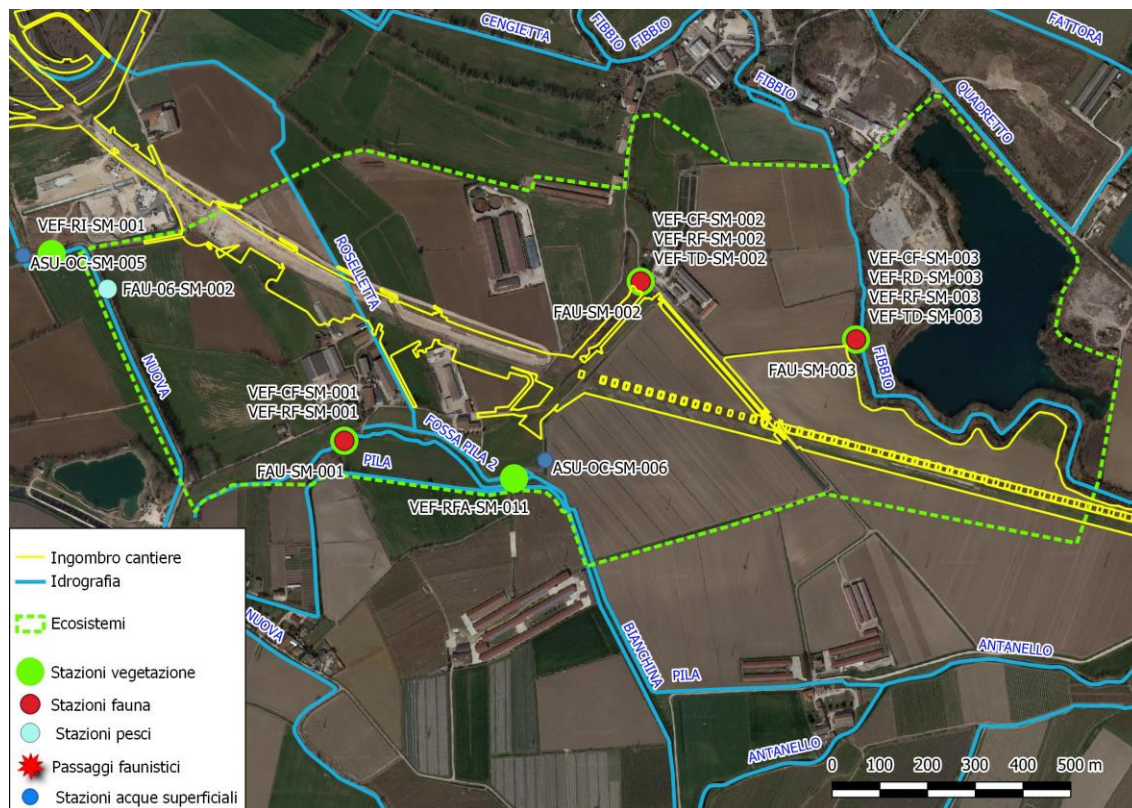 CENGIETTA
FIBBIO
FIBBIO
FATTORA
FIBBIO
QUADRETTO
VEF-RI-SM-001
ASU-OC-SM-005
FAU-06-SM-002
ROSELLETTA
VEF-CF-SM-002
VEF-RF-SM-002
VEF-TD-SM-002
FAU-SM-002
VEF-CF-SM-003
VEF-RD-SM-003
VEF-RF-SM-003
VEF-TD-SM-003
FAU-SM-003
FIBBIO
NUOVA
VEF-CF-SM-001
VEF-RF-SM-001
FAU-SM-001
PILA
FOSSA PILA 2
ASU-OC-SM-006
VEF-RFA-SM-011
NUOVA
BIANCHINA
PILA
ANTANELLO
ANTANELLO
Ingombro cantiere
Idrografia
Ecosistemi
Stazioni vegetazione
Stazioni fauna
Stazioni pesci
Passaggi faunistici
Stazioni acque superficiali
0 100 200 300 400 500 m